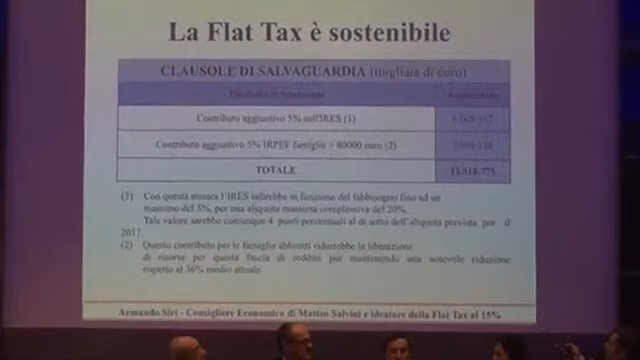 La Flat Tax è sostenibile
CLAUSOLE DI SALVAGUARDIA (migliaia di euro)
Contributo aggiuntivo 5% sull'IRES (1)
Contributo aggiuntivo 5% IRPEF famiglie > 80000 euro (2)
TOTALE 13.518.775
(1) Con questa misura l'IRES salirebbe in funzione del fabbisogno fino ad un
massimo del 5%, per una aliquota massima complessiva del 20%.
Tale valore sarebbe comunque 4 punti percentuali al di sotto dell'aliquota prevista per il
2017
(2) Questo contributo per le famiglie abbienti ridurrebbe la liberazione
di risorse per questa fascia di reddito pur mantenendo una notevole riduzione
rispetto al 36% medio attuale
Armando Siri - Consigliere Economico di Matteo Salvini e ideatore della Flat Tax al 15%